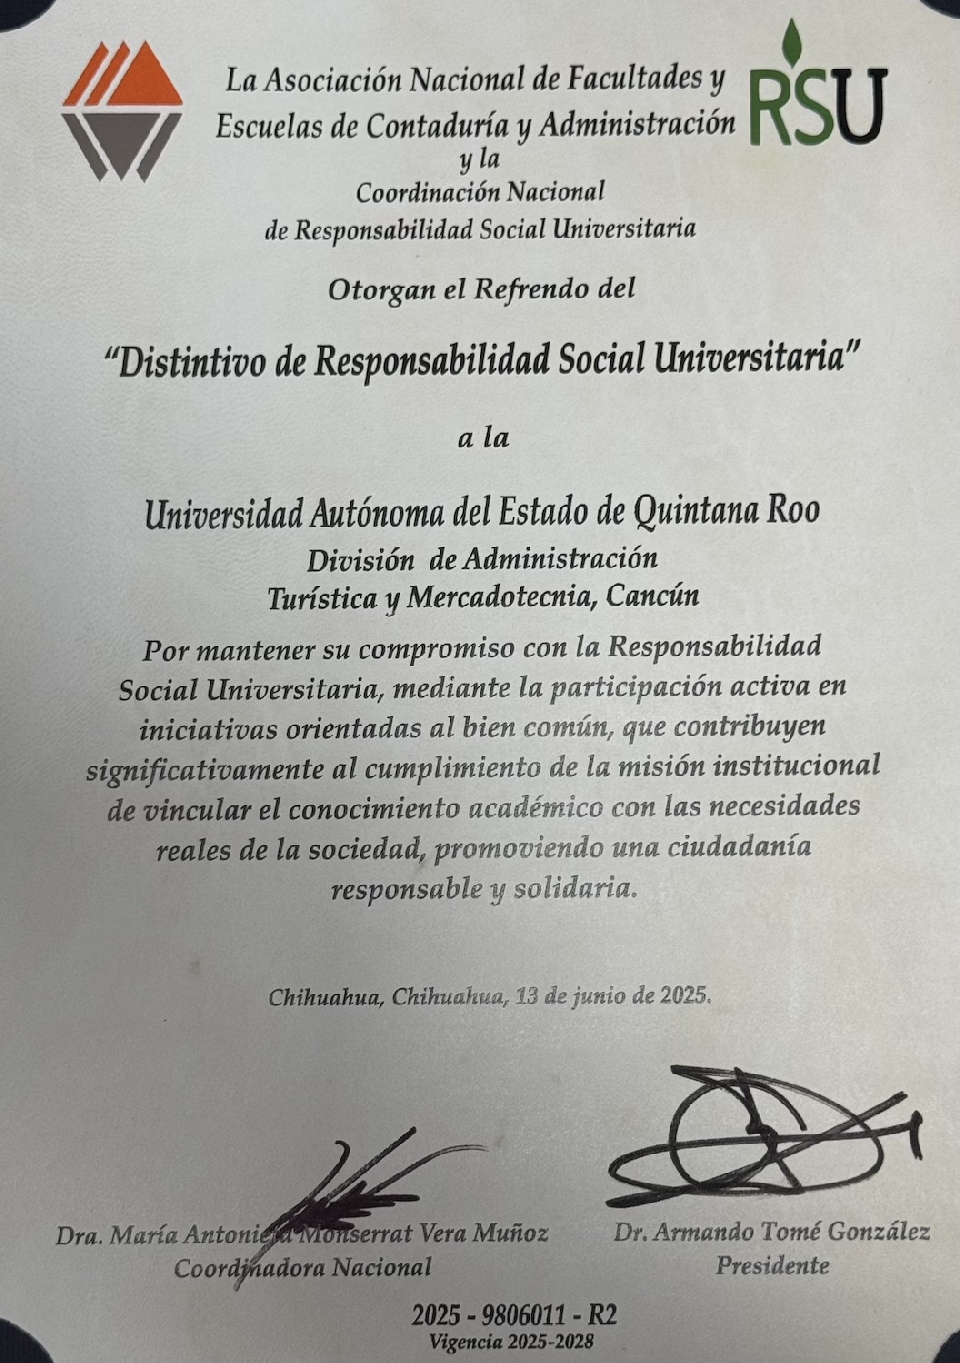 La Asociación Nacional de Facultades y
RSU
Escuelas de Contaduría y Administración
y la
Coordinación Nacional
de Responsabilidad Social Universitaria
Otorgan el Refrendo del
“Distintivo de Responsabilidad Social Universitaria”
a la
Universidad Autónoma del Estado de Quintana Roo
División de Administración
Turística y Mercadotecnia, Cancún
Por mantener su compromiso con la Responsabilidad
Social Universitaria, mediante la participación activa en
iniciativas orientadas al bien común, que contribuyen
significativamente al cumplimiento de la misión institucional
de vincular el conocimiento académico con las necesidades
reales de la sociedad, promoviendo una ciudadanía
responsable y solidaria.
Chihuahua, Chihuahua, 13 de junio de 2025.
Dra. María Antonieta Monserrat Vera Muñoz
Coordinadora Nacional
Dr. Armando Tomé González
Presidente
2025 - 9806011 - R2
Vigencia 2025-2028